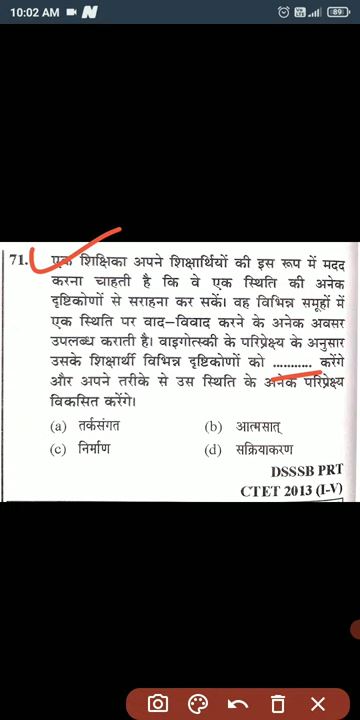 10:02 AM
89
71. एक शिक्षिका अपने शिक्षार्थियों की इस रूप में मदद
करना चाहती है कि वे एक स्थिति की अनेक
दृष्टिकोणों से सराहना कर सकें। वह विभिन्न समूहों में
एक स्थिति पर वाद–विवाद करने के अनेक अवसर
उपलब्ध कराती है। वाइगोत्स्की के परिप्रेक्ष्य के अनुसार
उसके शिक्षार्थी विभिन्न दृष्टिकोणों को ........... करेंगे
और अपने तरीके से उस स्थिति के अनेक परिप्रेक्ष्य
विकसित करेंगे।
(a) तर्कसंगत (b) आत्मसात्
(c) निर्माण (d) सक्रियाकरण
DSSSB PRT
CTET 2013 (I-V)